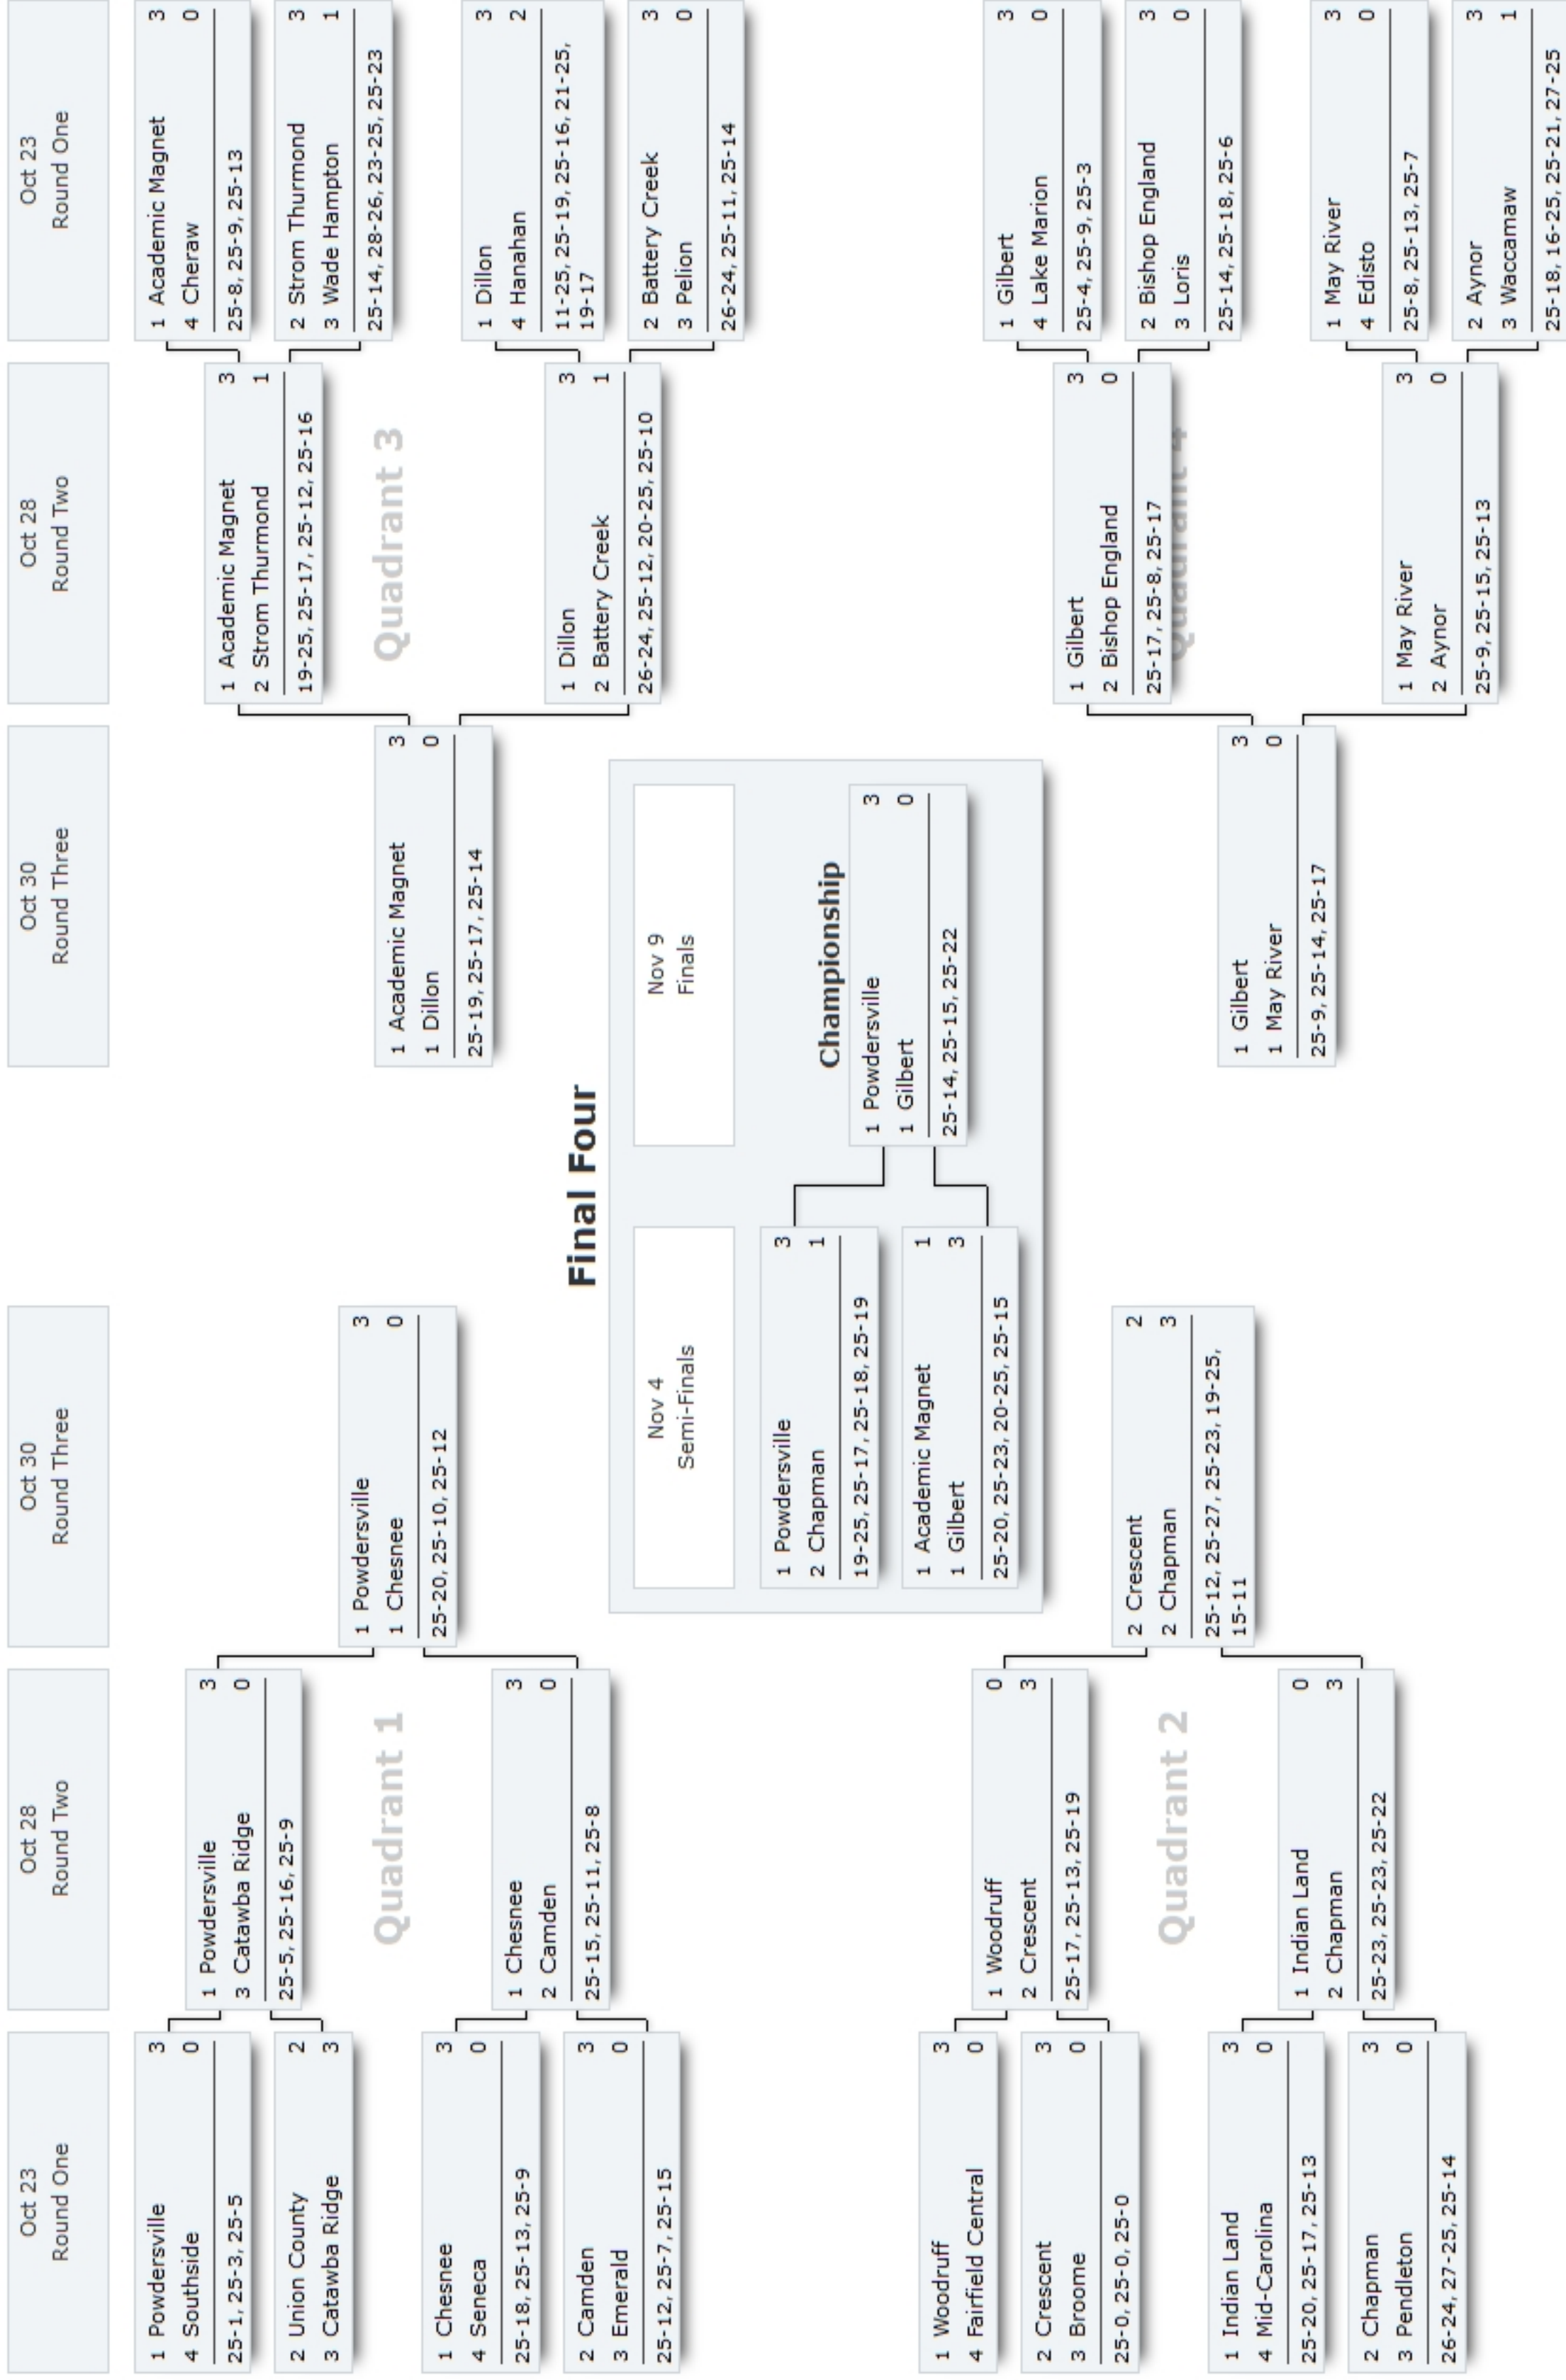 Oct 23
Round One
Oct 28
Round Two
Oct 30
Round Three
Oct 30
Round Three
Oct 28
Round Two
Oct 23
Round One
1 Powdersville 3
4 Southside 0
25-1, 25-3, 25-5
2 Union County 2
3 Catawba Ridge 3
1 Powdersville 3
3 Catawba Ridge 0
25-5, 25-16, 25-9
Quadrant 1
1 Chesnee 3
4 Seneca 0
25-18, 25-13, 25-9
2 Camden 3
3 Emerald 0
25-12, 25-7, 25-15
1 Chesnee 3
2 Camden 0
25-15, 25-11, 25-8
1 Powdersville 3
1 Chesnee 0
25-20, 25-10, 25-12
1 Academic Magnet 3
4 Cheraw 0
25-8, 25-9, 25-13
2 Strom Thurmond 3
3 Wade Hampton 1
25-14, 28-26, 23-25, 25-23
1 Academic Magnet 3
2 Strom Thurmond 1
19-25, 25-17, 25-12, 25-16
Quadrant 3
1 Dillon 3
4 Hanahan 2
11-25, 25-19, 25-16, 21-25,
19-17
2 Battery Creek 3
3 Pelion 0
26-24, 25-11, 25-14
1 Dillon 3
2 Battery Creek 1
26-24, 25-12, 20-25, 25-10
1 Academic Magnet 3
1 Dillon 0
25-19, 25-17, 25-14
Final Four
Nov 4
Semi-Finals
Nov 9
Finals
1 Powdersville 3
2 Chapman 1
19-25, 25-17, 25-18, 25-19
1 Academic Magnet 1
1 Gilbert 3
25-20, 25-23, 20-25, 25-15
Championship
1 Powdersville 3
1 Gilbert 0
25-14, 25-15, 25-22
1 Woodruff 3
4 Fairfield Central 0
2 Crescent 3
3 Broome 0
25-0, 25-0, 25-0
1 Woodruff 0
2 Crescent 3
25-17, 25-13, 25-19
Quadrant 2
1 Indian Land 3
4 Mid-Carolina 0
25-20, 25-17, 25-13
2 Chapman 3
3 Pendleton 0
26-24, 27-25, 25-14
1 Indian Land 0
2 Chapman 3
25-23, 25-23, 25-22
2 Crescent 2
2 Chapman 3
25-12, 25-27, 25-23, 19-25,
15-11
1 Gilbert 3
4 Lake Marion 0
25-4, 25-9, 25-3
2 Bishop England 3
3 Loris 0
25-14, 25-18, 25-6
1 Gilbert 3
2 Bishop England 0
25-17, 25-8, 25-17
Quadrant 4
1 May River 3
4 Edisto 0
25-8, 25-13, 25-7
2 Aynor 3
3 Waccamaw 1
25-18, 16-25, 25-21, 27-25
1 May River 3
2 Aynor 0
25-9, 25-15, 25-13
1 Gilbert 3
1 May River 0
25-9, 25-14, 25-17